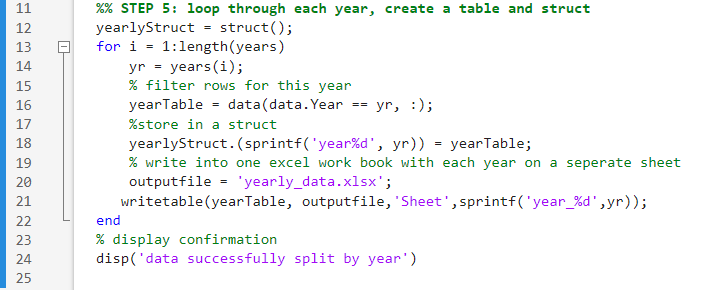 11 %% STEP 5: loop through each year, create a table and struct
12 yearlyStruct = struct();
13 for i = 1:length(years)
14 yr = years(i);
15 % filter rows for this year
16 yearTable = data(data.Year == yr, :);
17 %store in a struct
18 yearlyStruct.(sprintf('year%d', yr)) = yearTable;
19 % write into one excel work book with each year on a seperate sheet
20 outputfile = 'yearly_data.xlsx';
21 writetable(yearTable, outputfile,'Sheet',sprintf('year_%d',yr));
22 end
23 % display confirmation
24 disp('data successfully split by year')
25